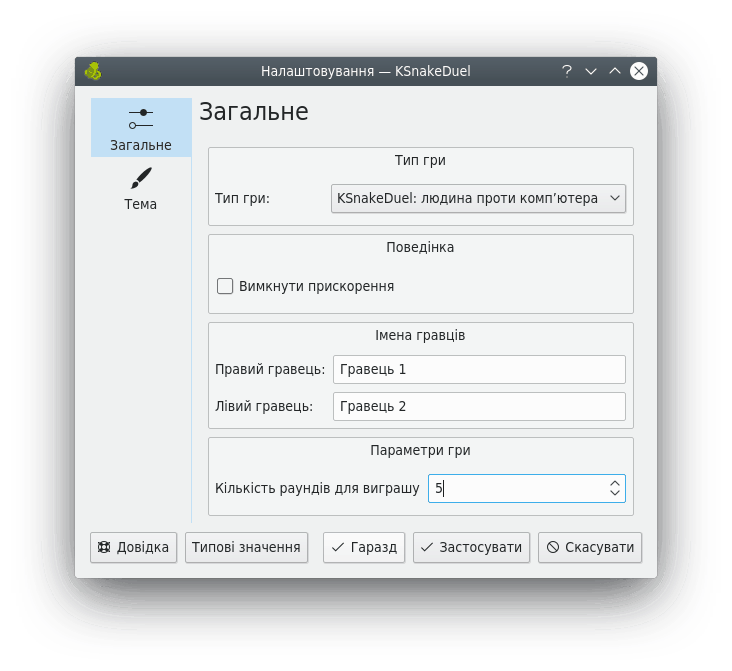 Налаштовування — KSnakeDuel
Загальне
Тема
Загальне
Тип гри
Тип гри: KSnakeDuel: людина проти комп’ютера
Поведінка
Вимкнути прискорення
Імена гравців
Правий гравець: Гравець 1
Лівий гравець: Гравець 2
Параметри гри
Кількість раундів для виграшу 5
Довідка Типові значення Гаразд Застосувати Скасувати